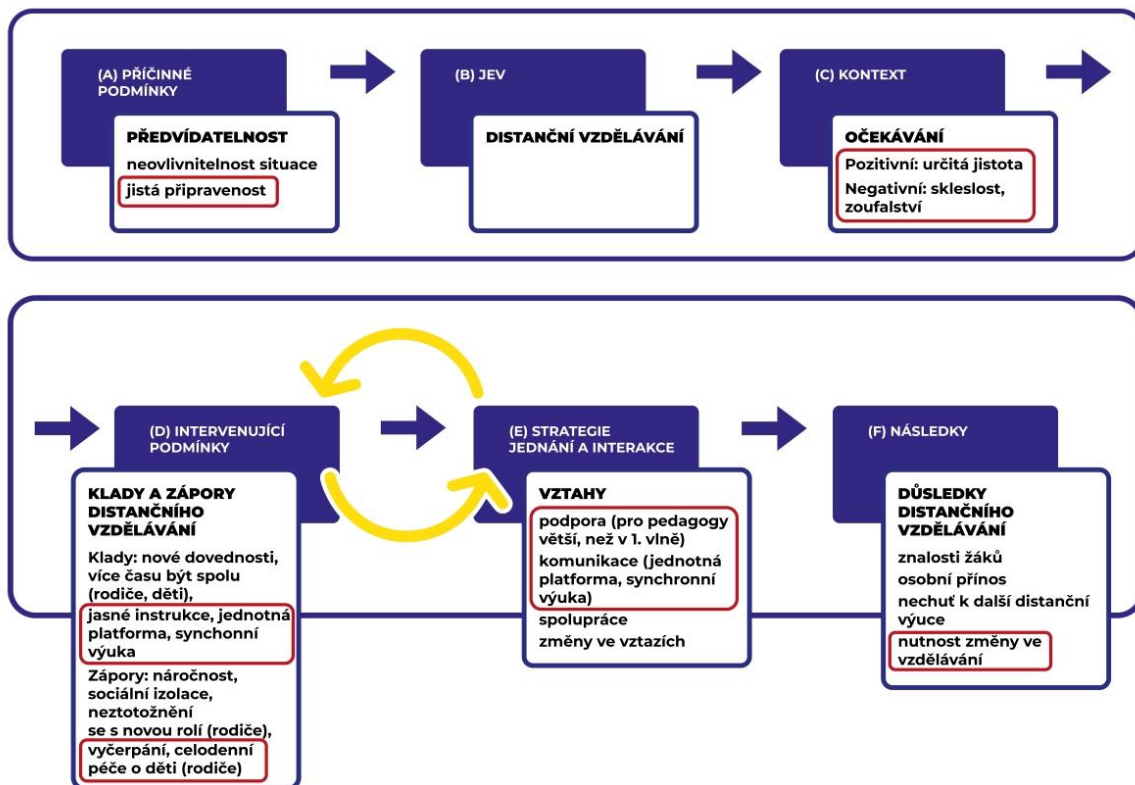 (A) PŘÍČINNÉ
PODMÍNKY
PŘEDVÍDATELNOST
neovlivnitelnost situace
jistá připravenost
(B) JEV
DISTANČNÍ VZDĚLÁVÁNÍ
(C) KONTEXT
OČEKÁVÁNÍ
Pozitivní: určitá jistota
Negativní: skleslost,
zoufalství
(D) INTERVENUJÍCÍ
PODMÍNKY
KLADY A ZÁPORY
DISTANČNÍHO
VZDĚLÁVÁNÍ
Klady: nové dovednosti,
více času být spolu
(rodiče, děti),
jasné instrukce, jednotná
platforma, synchonní
výuka
Zápory: náročnost,
sociální izolace,
neztotožnění
se s novou rolí (rodiče),
vyčerpání, celodenní
péče o děti (rodiče)
(E) STRATEGIE
JEDNÁNÍ A INTERAKCE
VZTAHY
podpora (pro pedagogy
větší, než v 1. vlně)
komunikace (jednotná
platforma, synchronní
výuka)
spolupráce
změny ve vztazích
(F) NÁSLEDKY
DŮSLEDKY
DISTANČNÍHO
VZDĚLÁVÁNÍ
znalosti žáků
osobní přínos
nechuť k další distanční
výuce
nutnost změny ve
vzdělávání